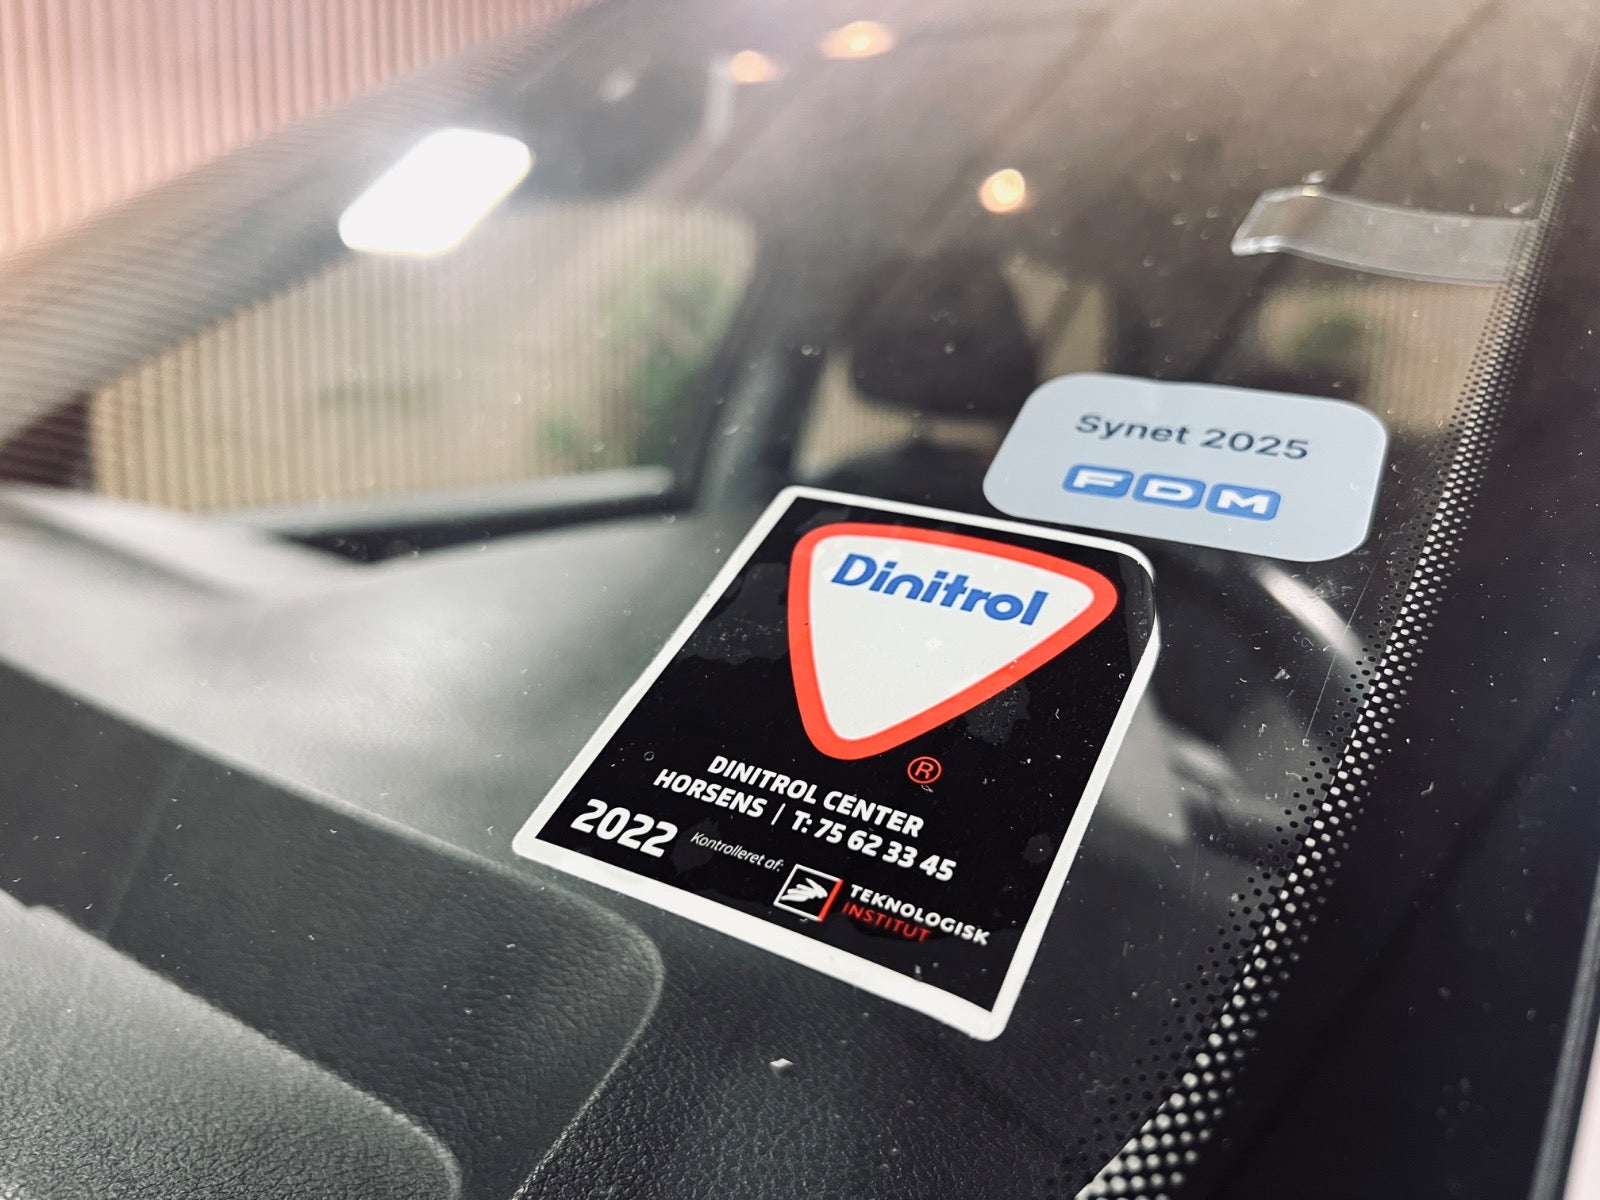 Synet 2025
FDM
Dinitrol
®
DINITROL CENTER
HORSENS | T: 75 62 33 45
2022 Kontrolleret af:
TEKNOLOGISK
INSTITUT